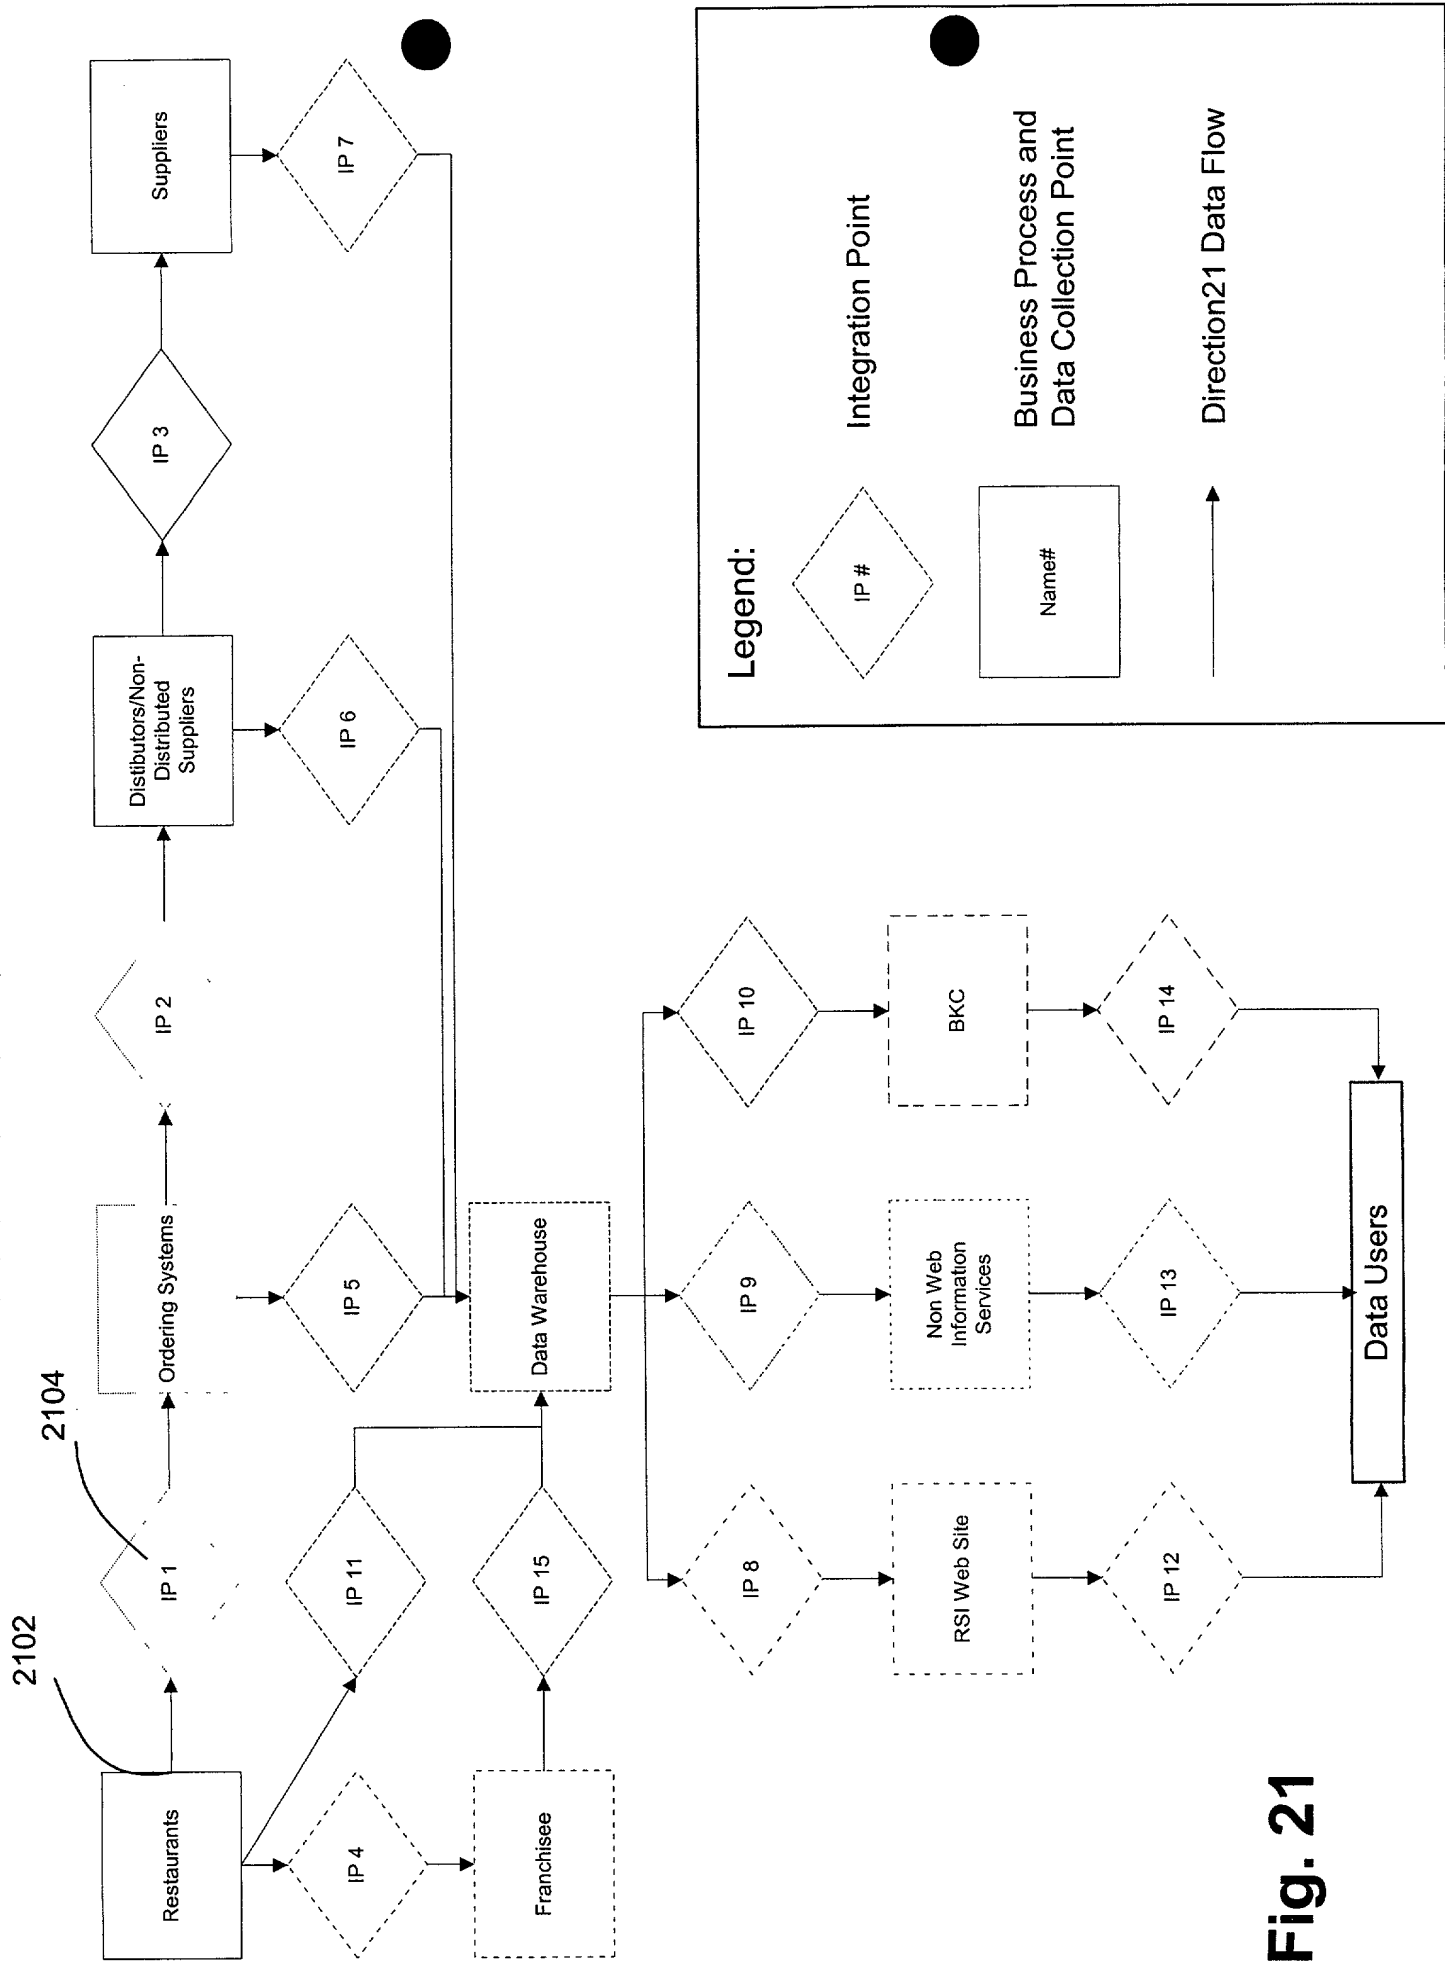 2102
2104
Restaurants
IP 1
Ordering Systems
IP 2
Distibutors/Non-
Distributed
Suppliers
IP 3
Suppliers
IP 4
IP 11
IP 5
IP 6
IP 7
Franchisee
IP 15
Data Warehouse
IP 8
IP 9
IP 10
RSI Web Site
Non Web
Information
Services
BKC
IP 12
IP 13
IP 14
Data Users
Legend:
IP #
Integration Point
Name#
Business Process and
Data Collection Point
Direction21 Data Flow
Fig. 21